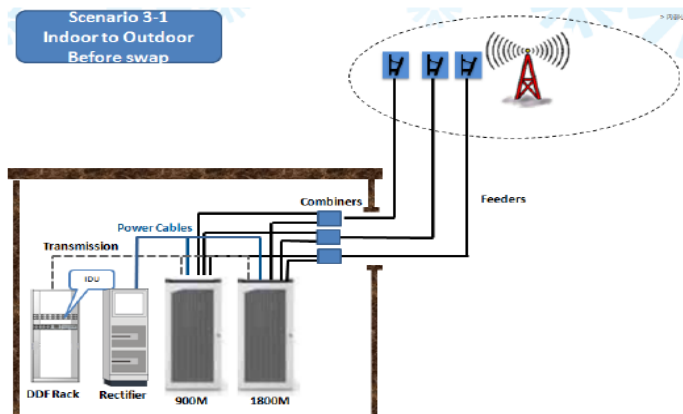 Scenario 3-1
Indoor to Outdoor
Before swap
Combiners
Feeders
Power Cables
Transmission
IDU
DDF Rack
Rectifier
900M
1800M